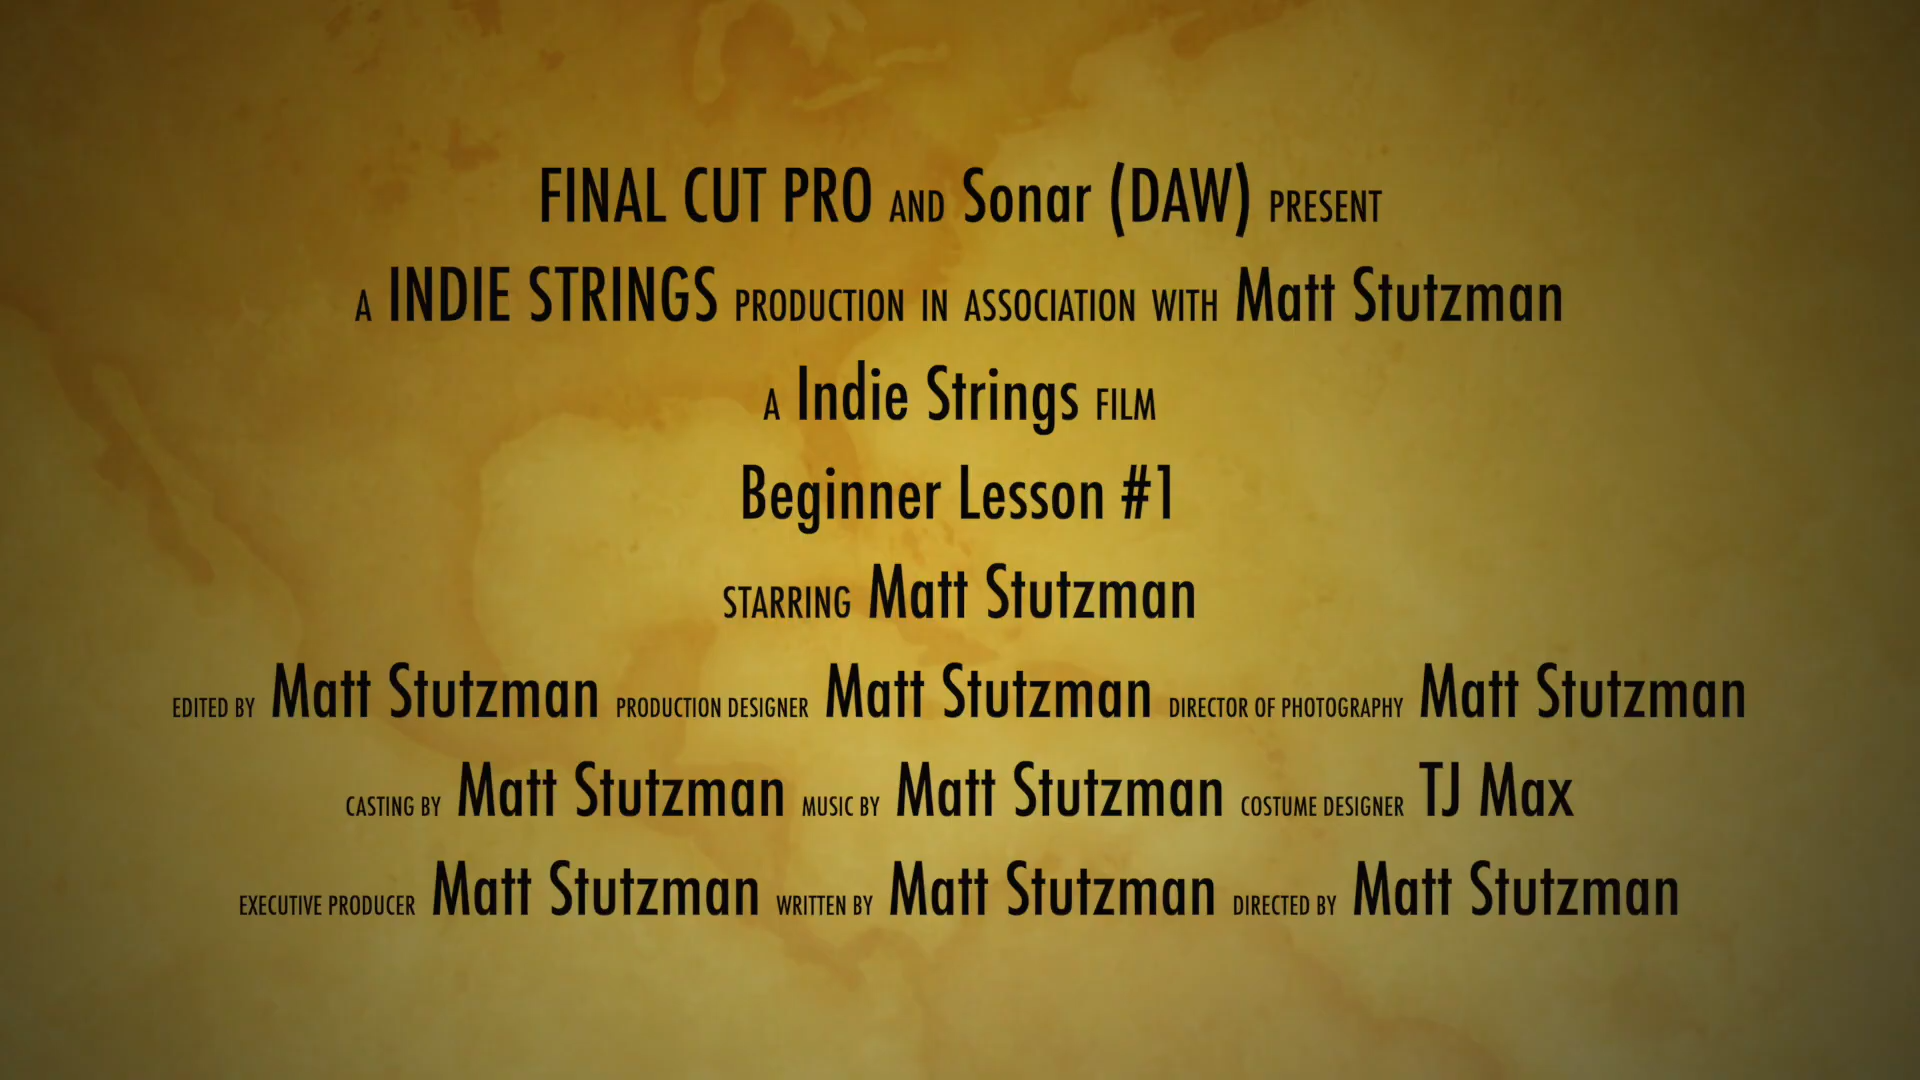 FINAL CUT PRO AND Sonar (DAW) PRESENT
A INDIE STRINGS PRODUCTION IN ASSOCIATION WITH Matt Stutzman
A Indie Strings FILM
Beginner Lesson #1
STARRING Matt Stutzman
EDITED BY Matt Stutzman PRODUCTION DESIGNER Matt Stutzman DIRECTOR OF PHOTOGRAPHY Matt Stutzman
CASTING BY Matt Stutzman MUSIC BY Matt Stutzman COSTUME DESIGNER TJ Max
EXECUTIVE PRODUCER Matt Stutzman WRITTEN BY Matt Stutzman DIRECTED BY Matt Stutzman